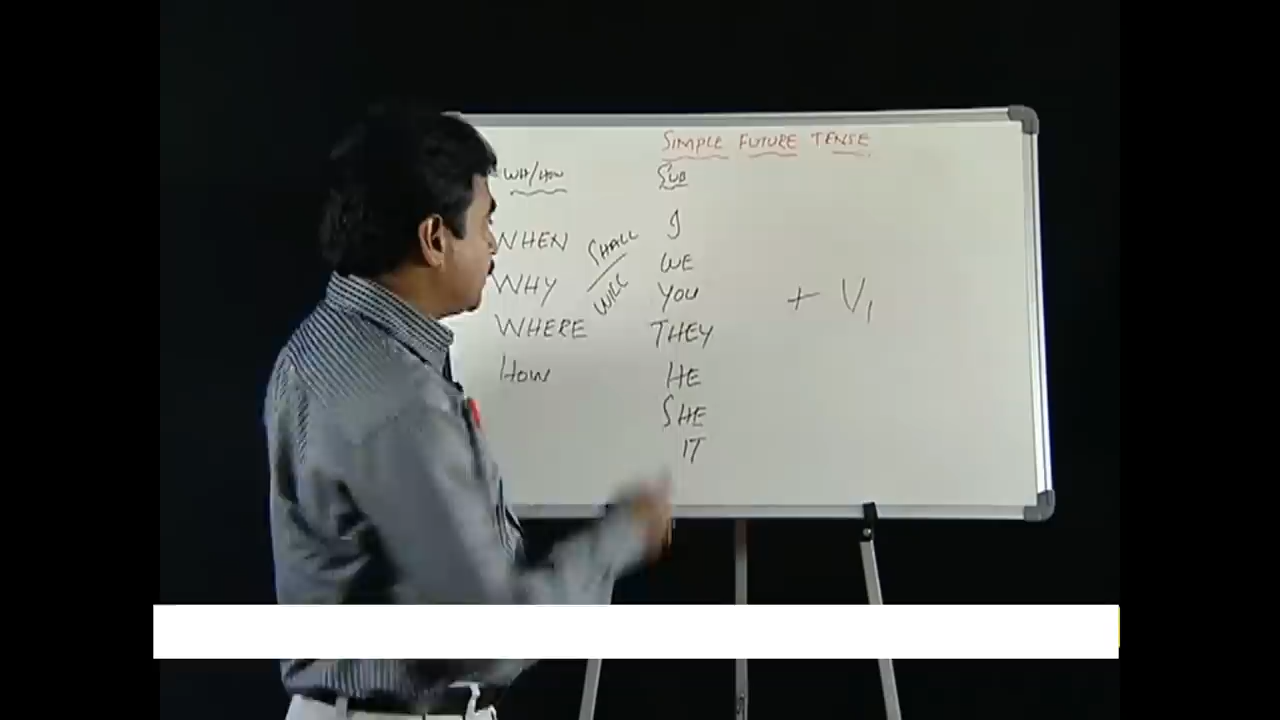 SIMPLE FUTURE TENSE
WH/HOW
SUB
WHEN
WHY
WHERE
HOW
SHALL
WILL
I
WE
YOU
THEY
HE
SHE
IT
+ V1